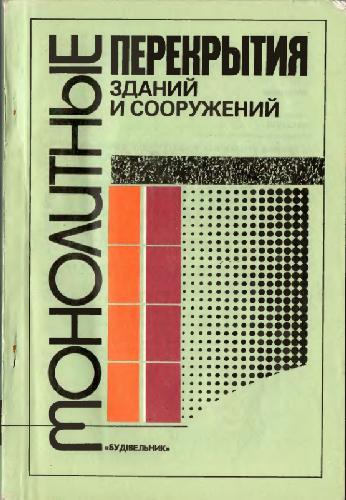 МОНОЛИТНЫЕ
ПЕРЕКРЫТИЯ
ЗДАНИЙ
И СООРУЖЕНИЙ
«БУДІВЕЛЬНИК»